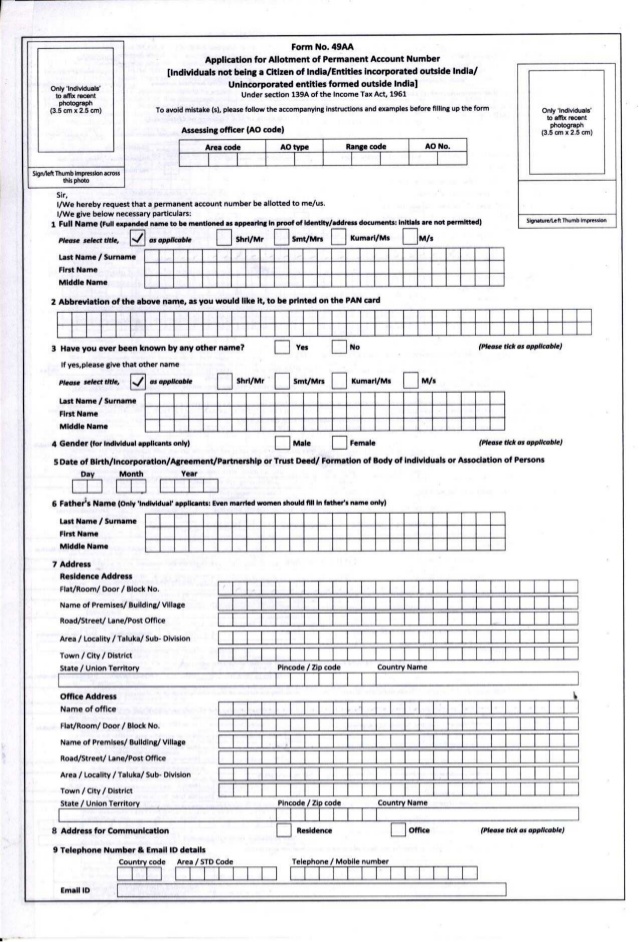 Form No. 49AA
Application for Allotment of Permanent Account Number
[Individuals not being a Citizen of India/Entities incorporated outside India/
Unincorporated entities formed outside India]
Under section 139A of the Income Tax Act, 1961
To avoid mistake (s), please follow the accompanying instructions and examples before filling up the form
Only 'Individuals'
to affix recent
photograph
(3.5 cm x 2.5 cm)
Sign/left Thumb impression across
this photo
Only 'Individuals'
to affix recent
photograph
(3.5 cm x 2.5 cm)
Signature/Left Thumb Impression
Assessing officer (AO code)
Area code AO type Range code AO No.
Sir,
I/We hereby request that a permanent account number be allotted to me/us.
I/We give below necessary particulars:
1 Full Name (Full expanded name to be mentioned as appearing in proof of identity/address documents: initials are not permitted)
Please select title, ✓ as applicable Shri/Mr Smt/Mrs Kumari/Ms M/s
Last Name / Surname
First Name
Middle Name
2 Abbreviation of the above name, as you would like it, to be printed on the PAN card
3 Have you ever been known by any other name? Yes No (Please tick as applicable)
If yes,please give that other name
Please select title, ✓ as applicable Shri/Mr Smt/Mrs Kumari/Ms M/s
Last Name / Surname
First Name
Middle Name
4 Gender (for individual applicants only) Male Female (Please tick as applicable)
5 Date of Birth/Incorporation/Agreement/Partnership or Trust Deed/ Formation of Body of individuals or Association of Persons
Day Month Year
6 Father's Name (Only 'individual' applicants: Even married women should fill in father's name only)
Last Name / Surname
First Name
Middle Name
7 Address
Residence Address
Flat/Room/ Door / Block No.
Name of Premises/ Building/ Village
Road/Street/ Lane/Post Office
Area / Locality / Taluka/ Sub- Division
Town / City / District
State / Union Territory Pincode / Zip code Country Name
Office Address
Name of office
Flat/Room/ Door / Block No.
Name of Premises/ Building/ Village
Road/Street/ Lane/Post Office
Area / Locality / Taluka/ Sub- Division
Town / City / District
State / Union Territory Pincode / Zip code Country Name
8 Address for Communication Residence Office (Please tick as applicable)
9 Telephone Number & Email ID details
Country code Area / STD Code Telephone / Mobile number
Email ID